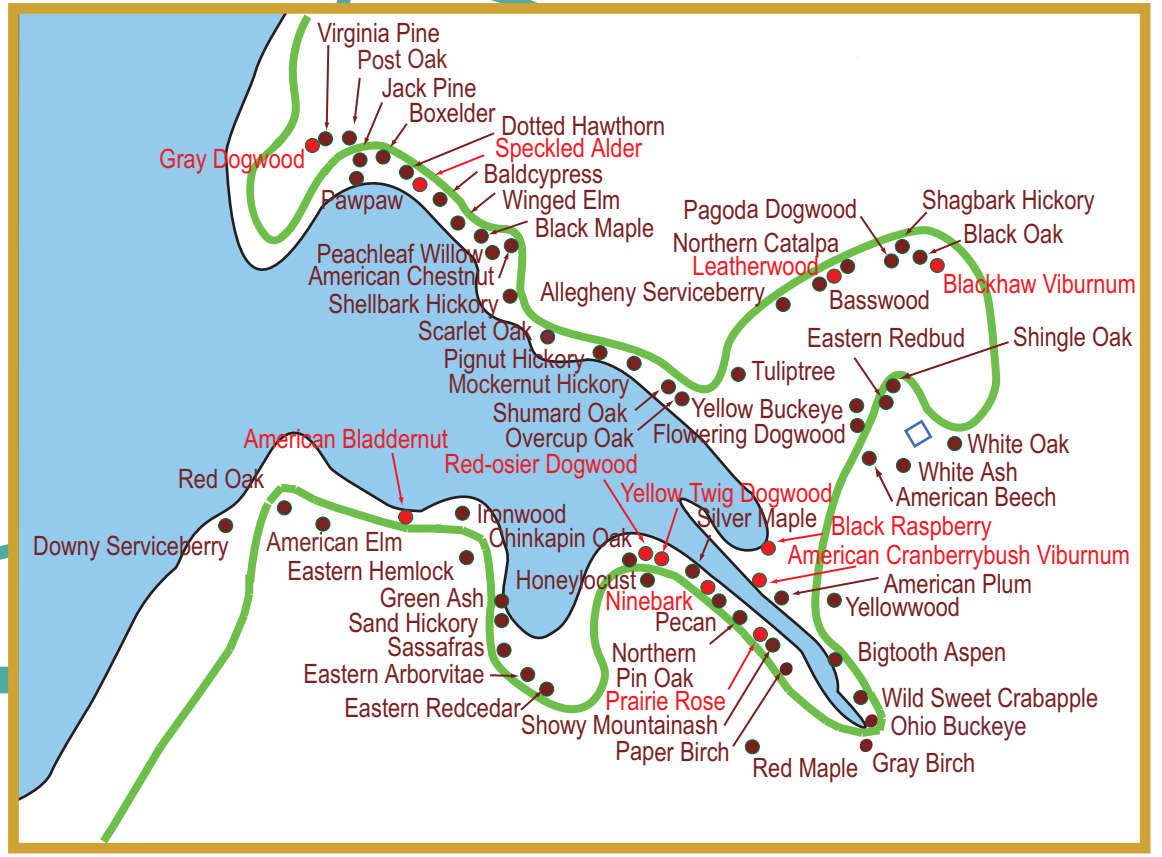 Virginia Pine
Post Oak
Jack Pine
Boxelder
Dotted Hawthorn
Speckled Alder
Gray Dogwood
Baldcypress
Pawpaw
Winged Elm
Black Maple
Peachleaf Willow
American Chestnut
Shellbark Hickory
Scarlet Oak
Pignut Hickory
Mockernut Hickory
Shumard Oak
Overcup Oak
Shagbark Hickory
Pagoda Dogwood
Black Oak
Northern Catalpa
Leatherwood
Blackhaw Viburnum
Allegheny Serviceberry
Basswood
Eastern Redbud
Shingle Oak
Tuliptree
Yellow Buckeye
Flowering Dogwood
White Oak
White Ash
American Beech
American Bladdernut
Red-osier Dogwood
Red Oak
Yellow Twig Dogwood
Silver Maple
Ironwood
Black Raspberry
Downy Serviceberry
American Elm
Chinkapin Oak
American Cranberrybush Viburnum
Eastern Hemlock
Honeylocust
American Plum
Green Ash
Ninebark
Yellowwood
Sand Hickory
Pecan
Sassafras
Northern
Pin Oak
Bigtooth Aspen
Eastern Arborvitae
Prairie Rose
Eastern Redcedar
Wild Sweet Crabapple
Showy Mountainash
Ohio Buckeye
Paper Birch
Red Maple
Gray Birch